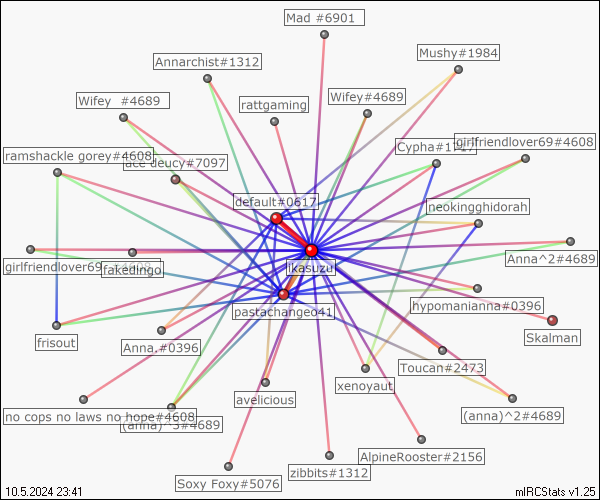 Mad #6901
Mushy#1984
Annarchist#1312
Wifey #4689
rattgaming
Wifey#4689
Cypha#1
girlfriendlover69#4608
ramshackle gorey#4608
ace deucy#7097
default#0617
neokingghidorah
Anna^2#4689
girlfriendlover69
fakedingo
likasuzu
hypomanianna#0396
pastachangeo41
Skalman
frisout
Anna.#0396
Toucan#2473
xenoyaut
avelicious
no cops no laws no hope#4608
(anna)^3#4689
(anna)^2#4689
AlpineRooster#2156
zibbits#1312
Soxy Foxy#5076
10.5.2024 23:41
mIRCStats v1.25